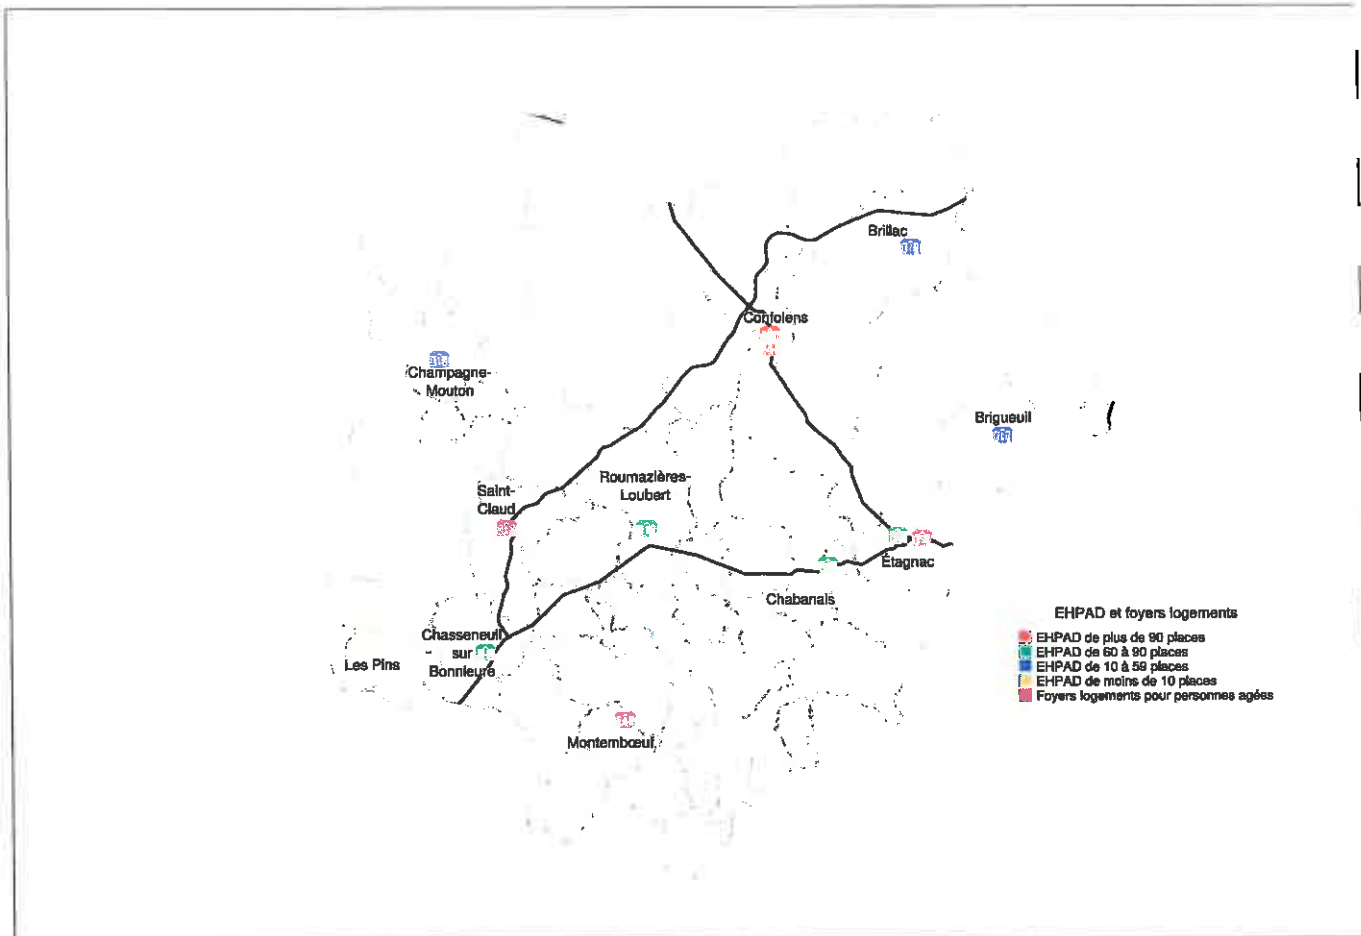 Brillac
Confolens
Champagne-
Mouton
Brigueuil
Roumazières-
Loubert
Saint-
Claud
Étagnac
Chabanais
Chasseneuil
sur
Bonnieure
Les Pins
Montembœuf
EHPAD et foyers logements
EHPAD de plus de 90 places
EHPAD de 60 à 90 places
EHPAD de 10 à 59 places
EHPAD de moins de 10 places
Foyers logements pour personnes agées